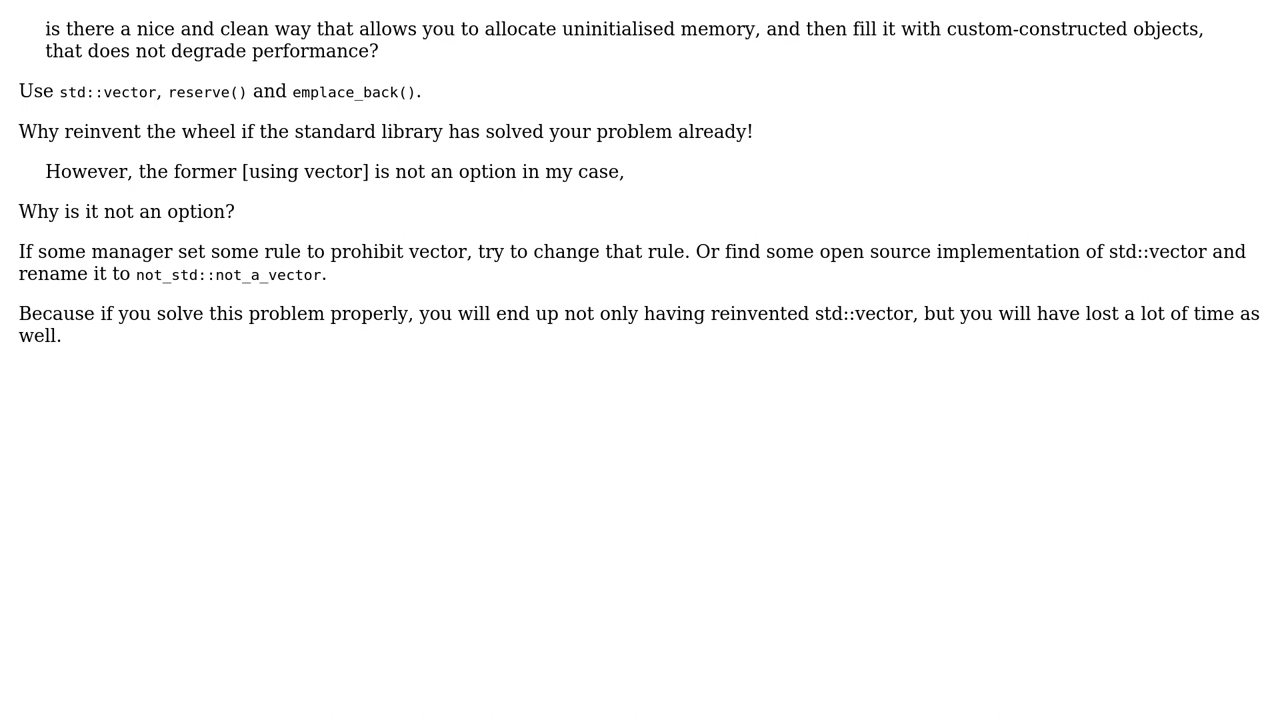 is there a nice and clean way that allows you to allocate uninitialised memory, and then fill it with custom-constructed objects,
that does not degrade performance?
Use std::vector, reserve() and emplace_back().
Why reinvent the wheel if the standard library has solved your problem already!
However, the former [using vector] is not an option in my case,
Why is it not an option?
If some manager set some rule to prohibit vector, try to change that rule. Or find some open source implementation of std::vector and
rename it to not_std::not_a_vector.
Because if you solve this problem properly, you will end up not only having reinvented std::vector, but you will have lost a lot of time as
well.